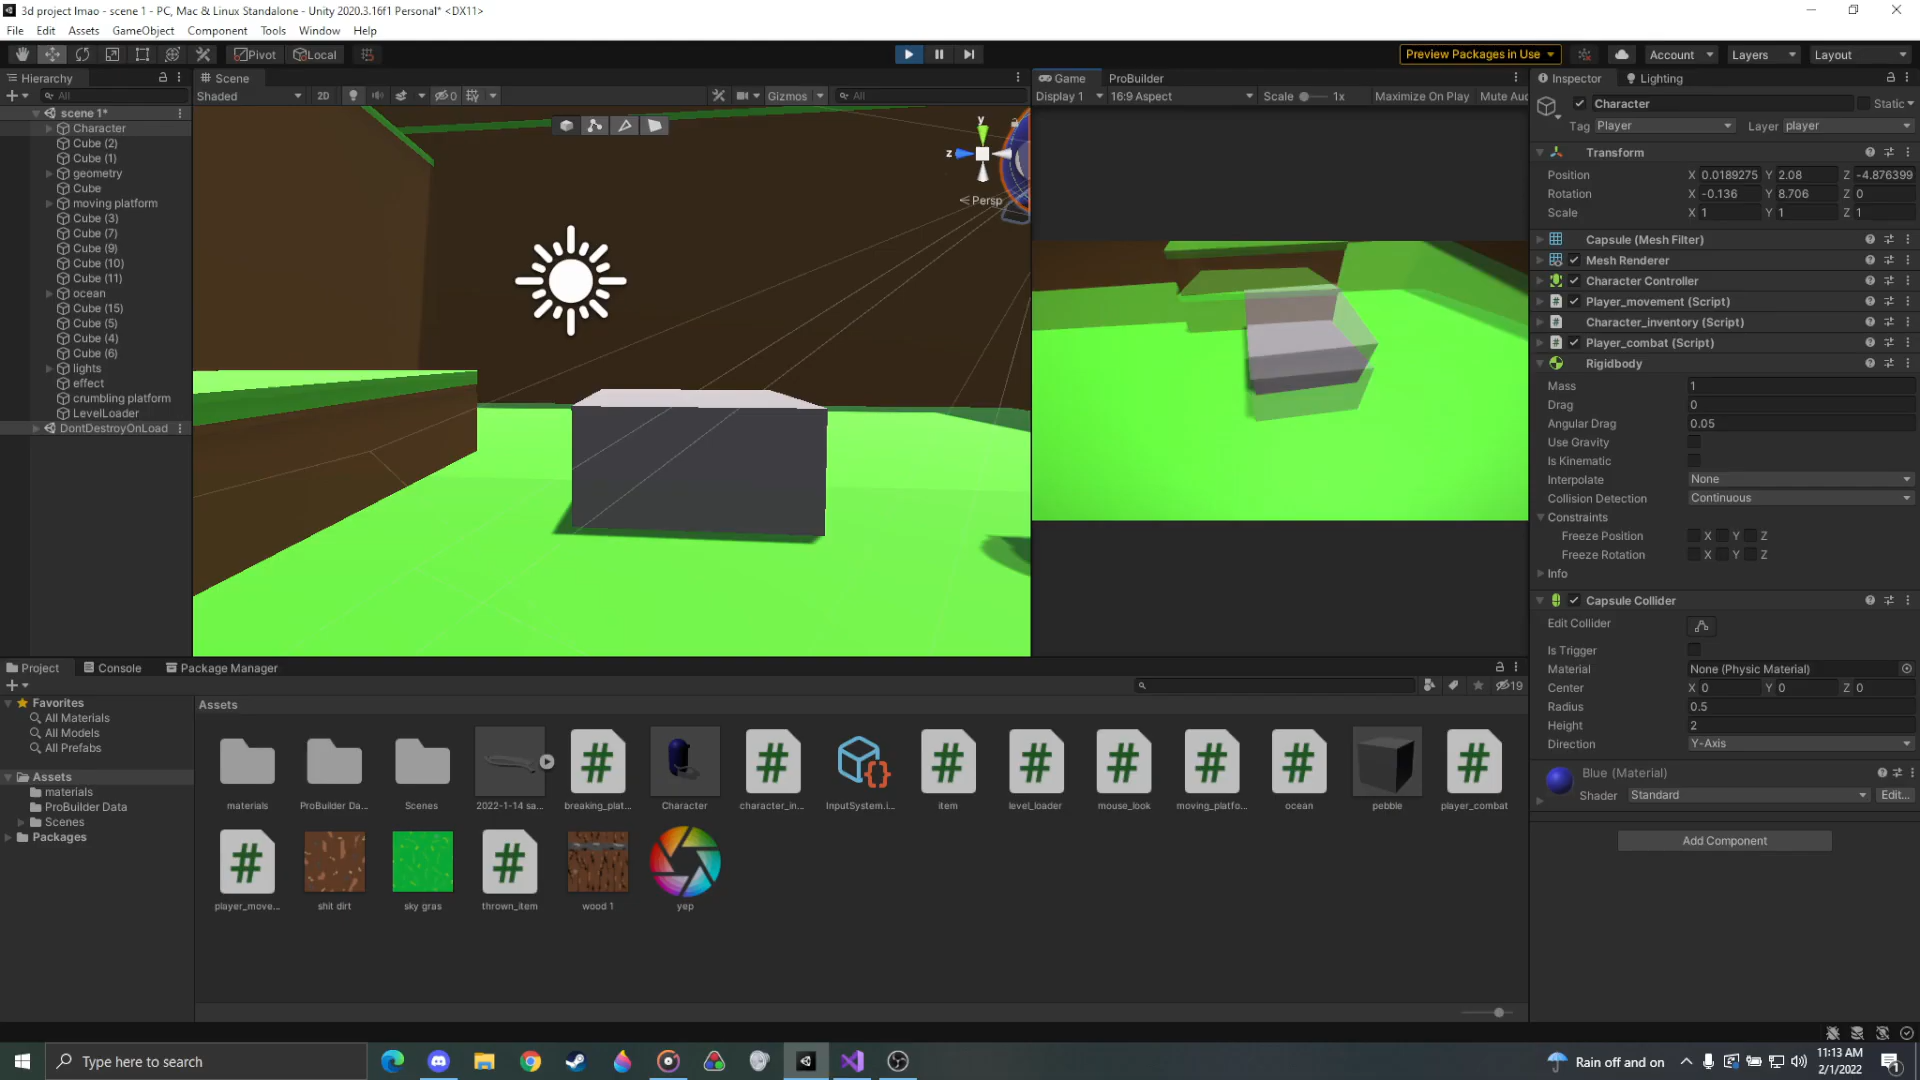 3d project lmao - scene 1 - PC, Mac & Linux Standalone - Unity 2020.3.16f1 Personal* <DX11>
File Edit Assets GameObject Component Tools Window Help
Pivot Local Preview Packages in Use Account Layers Layout
Hierarchy
All
scene 1*
Character
Cube (2)
Cube (1)
geometry
Cube
moving platform
Cube (3)
Cube (7)
Cube (9)
Cube (10)
Cube (11)
ocean
Cube (15)
Cube (5)
Cube (4)
Cube (6)
lights
effect
crumbling platform
LevelLoader
DontDestroyOnLoad
Scene
Shaded 2D 0 Gizmos All
y
z
Persp
Game ProBuilder
Display 1 16:9 Aspect Scale 1x Maximize On Play Mute Aud
Inspector Lighting
Character Static
Tag Player Layer player
Transform
Position X 0.0189275 Y 2.08 Z -4.876399
Rotation X -0.136 Y 8.706 Z 0
Scale X 1 Y 1 Z 1
Capsule (Mesh Filter)
Mesh Renderer
Character Controller
Player_movement (Script)
Character_inventory (Script)
Player_combat (Script)
Rigidbody
Mass 1
Drag 0
Angular Drag 0.05
Use Gravity
Is Kinematic
Interpolate None
Collision Detection Continuous
Constraints
Freeze Position X Y Z
Freeze Rotation X Y Z
Info
Capsule Collider
Edit Collider
Is Trigger
Material None (Physic Material)
Center X 0 Y 0 Z 0
Radius 0.5
Height 2
Direction Y-Axis
Blue (Material)
Shader Standard Edit...
Add Component
Project Console Package Manager
19
Favorites
All Materials
All Models
All Prefabs
Assets
materials
ProBuilder Data
Scenes
Packages
Assets
materials ProBuilder Da... Scenes 2022-1-14 sa... breaking_plat... Character character_in... InputSystem.i... item level_loader mouse_look moving_platfo... ocean pebble player_combat
player_move... shit dirt sky gras thrown_item wood 1 yep
Type here to search
Rain off and on
11:13 AM
2/1/2022
1